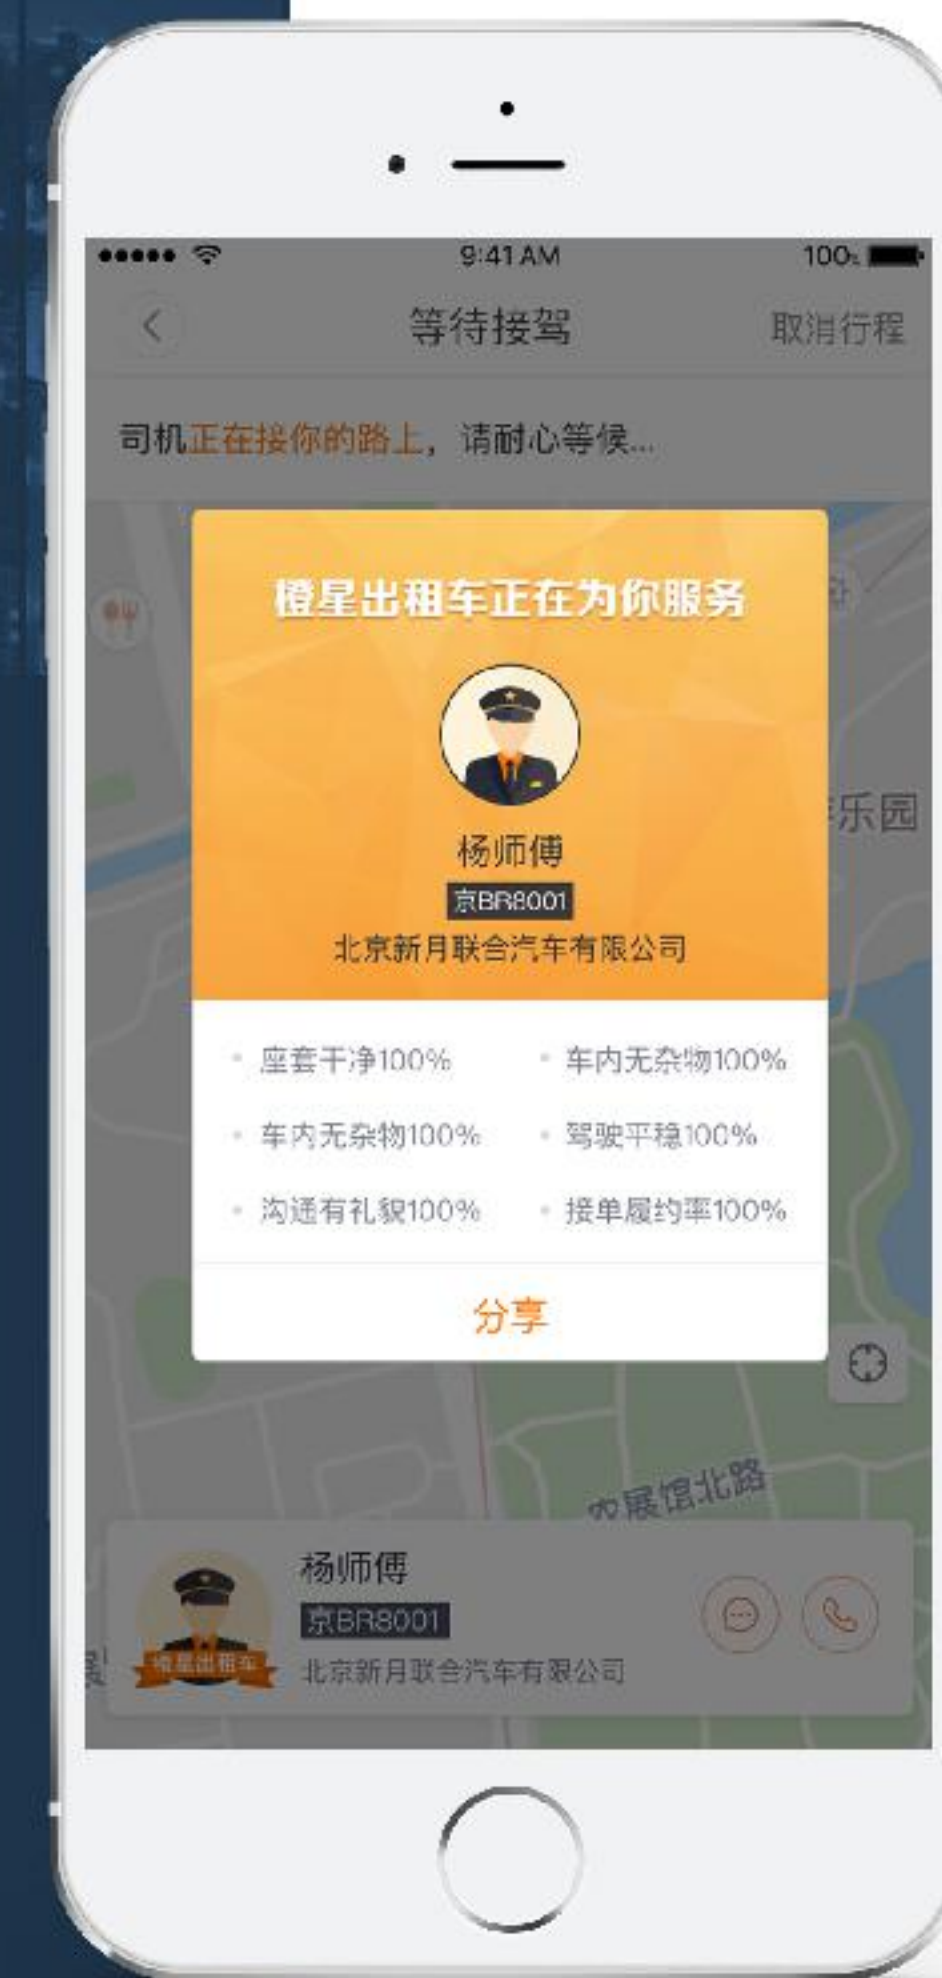 9:41 AM
100%
等待接驾
取消行程
司机正在接你的路上，请耐心等候...
橙星出租车正在为你服务
杨师傅
京BR8001
北京新月联合汽车有限公司
乐园
座套干净100%
车内无杂物100%
车内无杂物100%
驾驶平稳100%
沟通有礼貌100%
接单履约率100%
分享
农展馆北路
杨师傅
京BR8001
北京新月联合汽车有限公司
橙星出租车